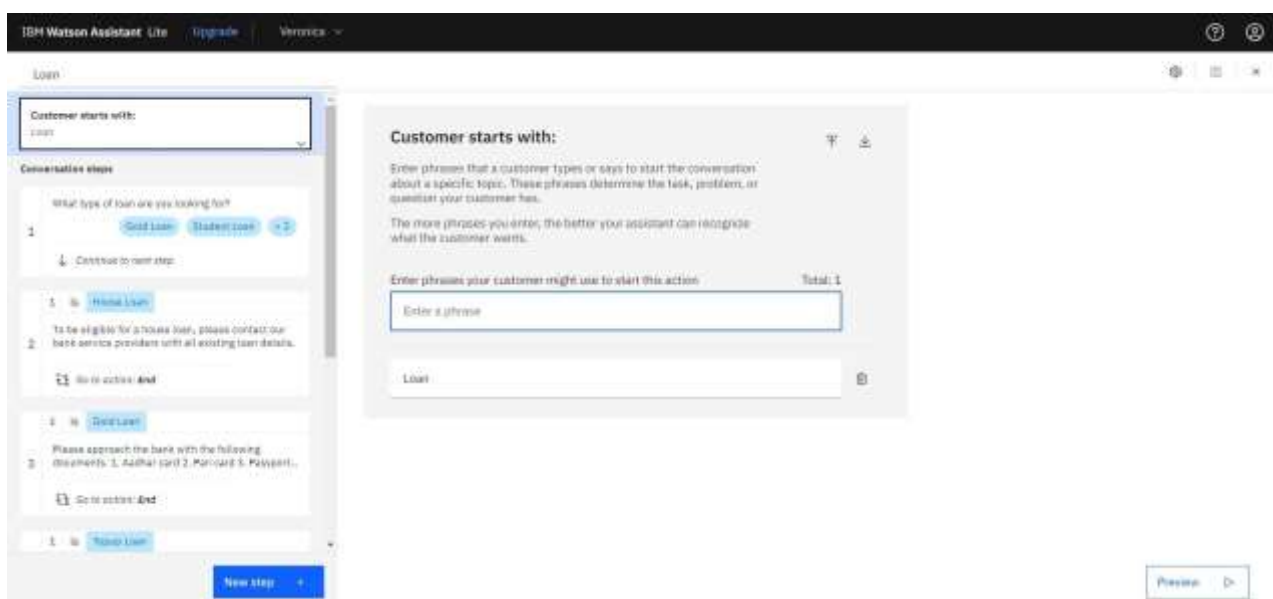 IBM Watson Assistant Lite Upgrade Veronica
Loan
Customer starts with:
Loan
Conversation steps
1
What type of loan are you looking for?
Gold Loan Student Loan + 2
Continue to next step
2
1 is House Loan
To be eligible for a house loan, please contact our
bank service providers with all existing loan details.
Go to action: End
3
1 is Gold Loan
Please approach the bank with the following
documents. 1. Aadhar card 2. Pan card 3. Passport...
Go to action: End
1 is
Loan
New step +
Customer starts with:
Enter phrases that a customer types or says to start the conversation
about a specific topic. These phrases determine the task, problem, or
question your customer has.
The more phrases you enter, the better your assistant can recognize
what the customer wants.
Enter phrases your customer might use to start this action Total: 1
Enter a phrase
Loan
Preview